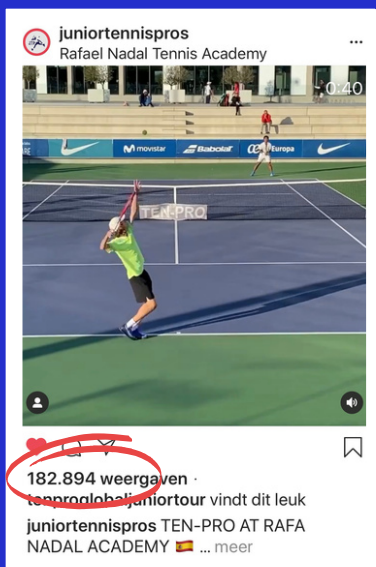 juniortennispros
Rafael Nadal Tennis Academy
-0:40
movistar
Babolat
Europa
TEN-PRO
182.894 weergaven ·
tenproglobaljuniortour vindt dit leuk
juniortennispros TEN-PRO AT RAFA
NADAL ACADEMY 🇪🇸 ... meer